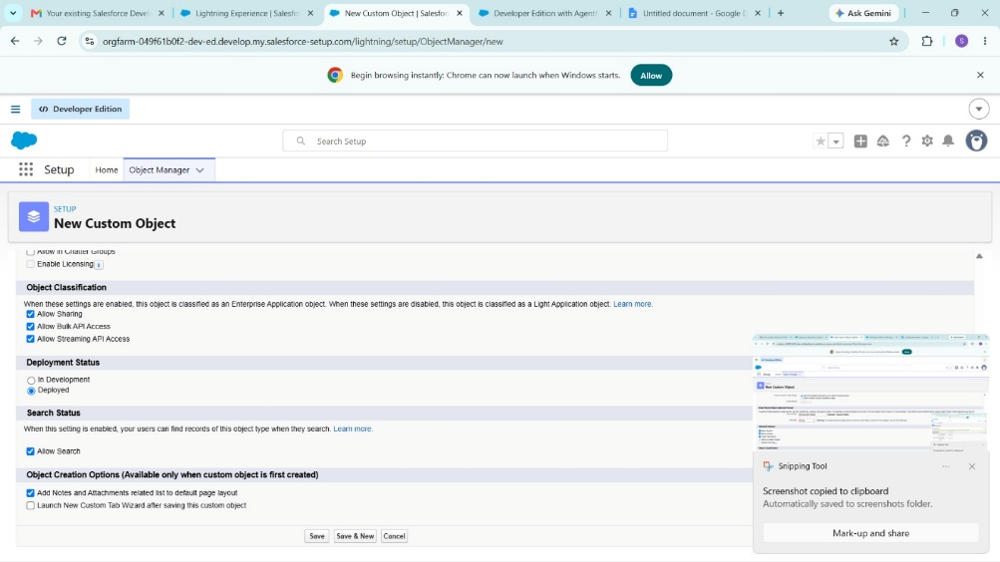 Your existing Salesforce Devel
Lightning Experience | Salesfo
New Custom Object | Salesfor
Developer Edition with Agentf
Untitled document - Google D
Ask Gemini
orgfarm-049f61b0f2-dev-ed.develop.my.salesforce-setup.com/lightning/setup/ObjectManager/new
S
Begin browsing instantly: Chrome can now launch when Windows starts.
Allow
Developer Edition
Search Setup
Setup
Home
Object Manager
SETUP
New Custom Object
Allow in Chatter Groups
Enable Licensing
Object Classification
When these settings are enabled, this object is classified as an Enterprise Application object. When these settings are disabled, this object is classified as a Light Application object. Learn more.
Allow Sharing
Allow Bulk API Access
Allow Streaming API Access
Deployment Status
In Development
Deployed
Search Status
When this setting is enabled, your users can find records of this object type when they search. Learn more.
Allow Search
Object Creation Options (Available only when custom object is first created)
Add Notes and Attachments related list to default page layout
Launch New Custom Tab Wizard after saving this custom object
Save
Save & New
Cancel
Snipping Tool
Screenshot copied to clipboard
Automatically saved to screenshots folder.
Mark-up and share